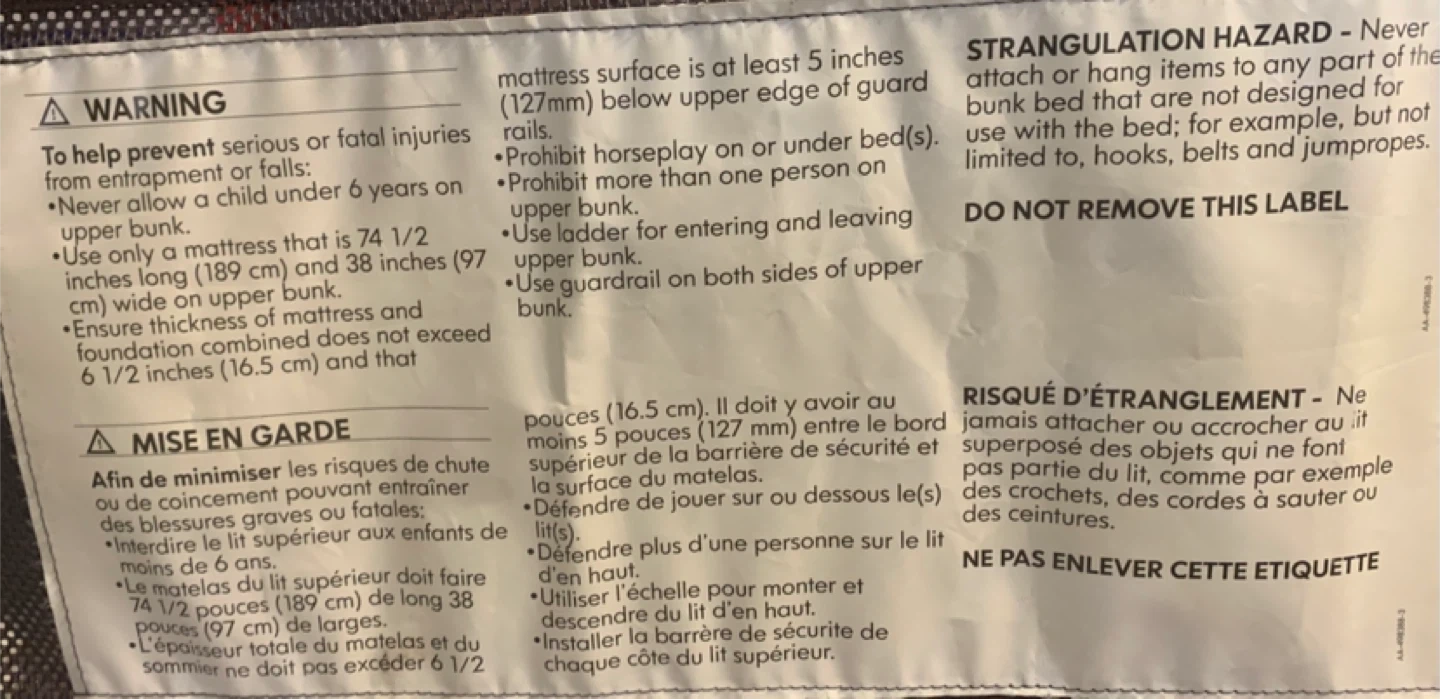 WARNING
To help prevent serious or fatal injuries
from entrapment or falls:
•Never allow a child under 6 years on
upper bunk.
•Use only a mattress that is 74 1/2
inches long (189 cm) and 38 inches (97
cm) wide on upper bunk.
•Ensure thickness of mattress and
foundation combined does not exceed
6 1/2 inches (16.5 cm) and that
mattress surface is at least 5 inches
(127mm) below upper edge of guard
rails.
•Prohibit horseplay on or under bed(s).
•Prohibit more than one person on
upper bunk.
•Use ladder for entering and leaving
upper bunk.
•Use guardrail on both sides of upper
bunk.
STRANGULATION HAZARD - Never
attach or hang items to any part of the
bunk bed that are not designed for
use with the bed; for example, but not
limited to, hooks, belts and jumpropes.
DO NOT REMOVE THIS LABEL
MISE EN GARDE
Afin de minimiser les risques de chute
ou de coincement pouvant entraîner
des blessures graves ou fatales:
•Interdire le lit supérieur aux enfants de
moins de 6 ans.
•Le matelas du lit supérieur doit faire
74 1/2 pouces (189 cm) de long 38
pouces (97 cm) de larges.
•L'épaisseur totale du matelas et du
sommier ne doit pas excéder 6 1/2
pouces (16.5 cm). Il doit y avoir au
moins 5 pouces (127 mm) entre le bord
supérieur de la barrière de sécurité et
la surface du matelas.
•Défendre de jouer sur ou dessous le(s)
lit(s).
•Défendre plus d'une personne sur le lit
d'en haut.
•Utiliser l'échelle pour monter et
descendre du lit d'en haut.
•Installer la barrère de sécurite de
chaque côte du lit supérieur.
RISQUÉ D'ÉTRANGLEMENT - Ne
jamais attacher ou accrocher au lit
superposé des objets qui ne font
pas partie du lit, comme par exemple
des crochets, des cordes à sauter ou
des ceintures.
NE PAS ENLEVER CETTE ETIQUETTE